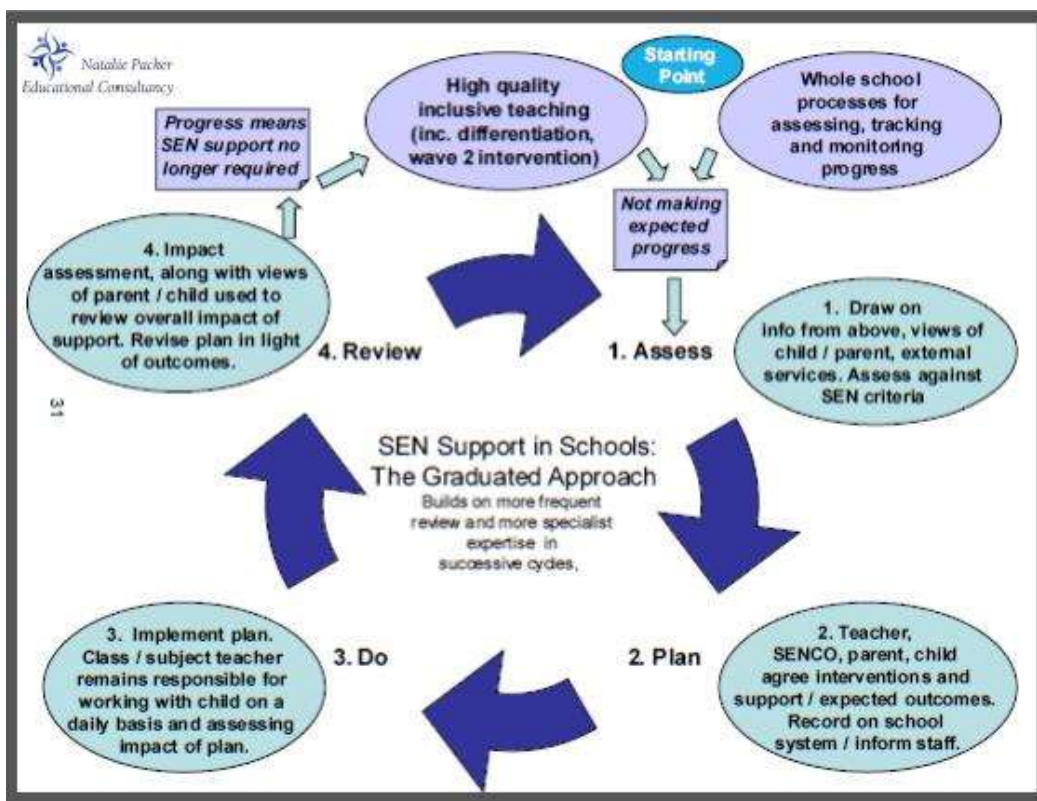 Natalie Packer
Educational Consultancy
Starting
Point
High quality
inclusive teaching
(inc. differentiation,
wave 2 intervention)
Whole school
processes for
assessing, tracking
and monitoring
progress
Progress means
SEN support no
longer required
Not making
expected
progress
4. Impact
assessment, along with views
of parent / child used to
review overall impact of
support. Revise plan in light
of outcomes.
4. Review
1. Assess
1. Draw on
info from above, views of
child / parent, external
services. Assess against
SEN criteria
31
SEN Support in Schools:
The Graduated Approach
Builds on more frequent
review and more specialist
expertise in
successive cycles,
3. Implement plan.
Class / subject teacher
remains responsible for
working with child on a
daily basis and assessing
impact of plan.
3. Do
2. Plan
2. Teacher,
SENCO, parent, child
agree interventions and
support / expected outcomes.
Record on school
system / inform staff.